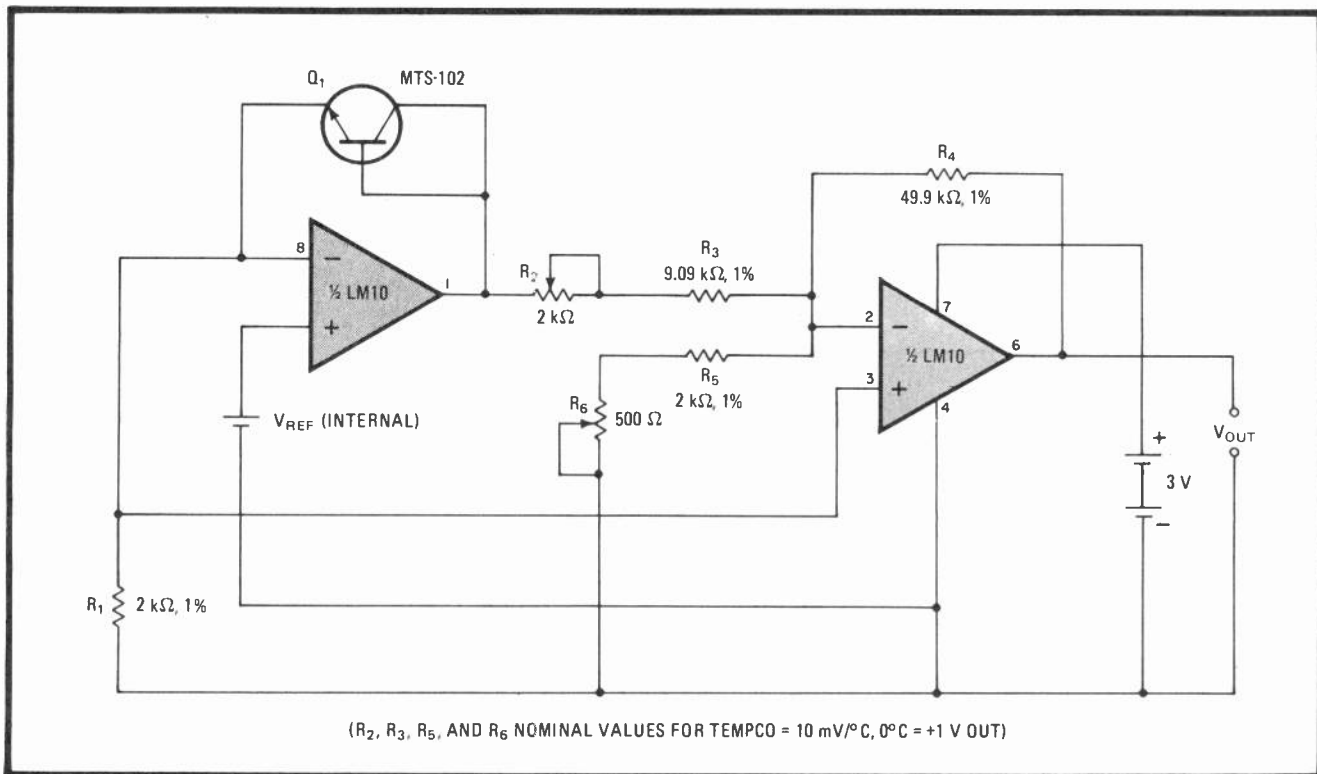 Q1 MTS-102
8
−
½ LM10
+
1
R2
2 kΩ
R3
9.09 kΩ, 1%
R4
49.9 kΩ, 1%
R5
2 kΩ, 1%
R6
500 Ω
2
−
½ LM10
3
+
7
6
4
VREF (INTERNAL)
+
3 V
−
VOUT
R1
2 kΩ, 1%
(R2, R3, R5, AND R6 NOMINAL VALUES FOR TEMPCO = 10 mV/°C, 0°C = +1 V OUT)